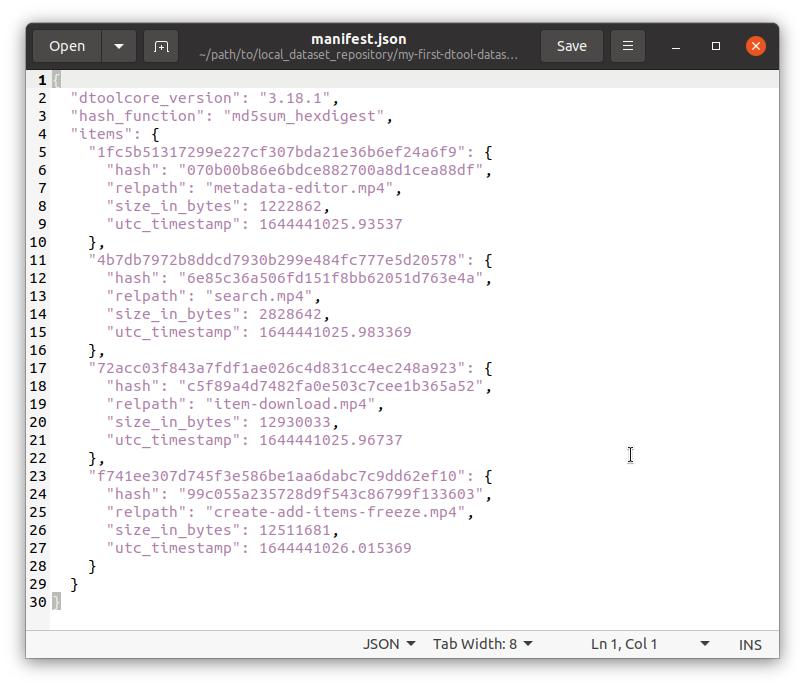 Open
manifest.json
~/path/to/local_dataset_repository/my-first-dtool-datas...
Save
1 {
2 "dtoolcore_version": "3.18.1",
3 "hash_function": "md5sum_hexdigest",
4 "items": {
5 "1fc5b51317299e227cf307bda21e36b6ef24a6f9": {
6 "hash": "070b00b86e6bdce882700a8d1cea88df",
7 "relpath": "metadata-editor.mp4",
8 "size_in_bytes": 1222862,
9 "utc_timestamp": 1644441025.93537
10 },
11 "4b7db7972b8ddcd7930b299e484fc777e5d20578": {
12 "hash": "6e85c36a506fd151f8bb62051d763e4a",
13 "relpath": "search.mp4",
14 "size_in_bytes": 2828642,
15 "utc_timestamp": 1644441025.983369
16 },
17 "72acc03f843a7fdf1ae026c4d831cc4ec248a923": {
18 "hash": "c5f89a4d7482fa0e503c7cee1b365a52",
19 "relpath": "item-download.mp4",
20 "size_in_bytes": 12930033,
21 "utc_timestamp": 1644441025.96737
22 },
23 "f741ee307d745f3e586be1aa6dabc7c9dd62ef10": {
24 "hash": "99c055a235728d9f543c86799f133603",
25 "relpath": "create-add-items-freeze.mp4",
26 "size_in_bytes": 12511681,
27 "utc_timestamp": 1644441026.015369
28 }
29 }
30 }
JSON Tab Width: 8 Ln 1, Col 1 INS